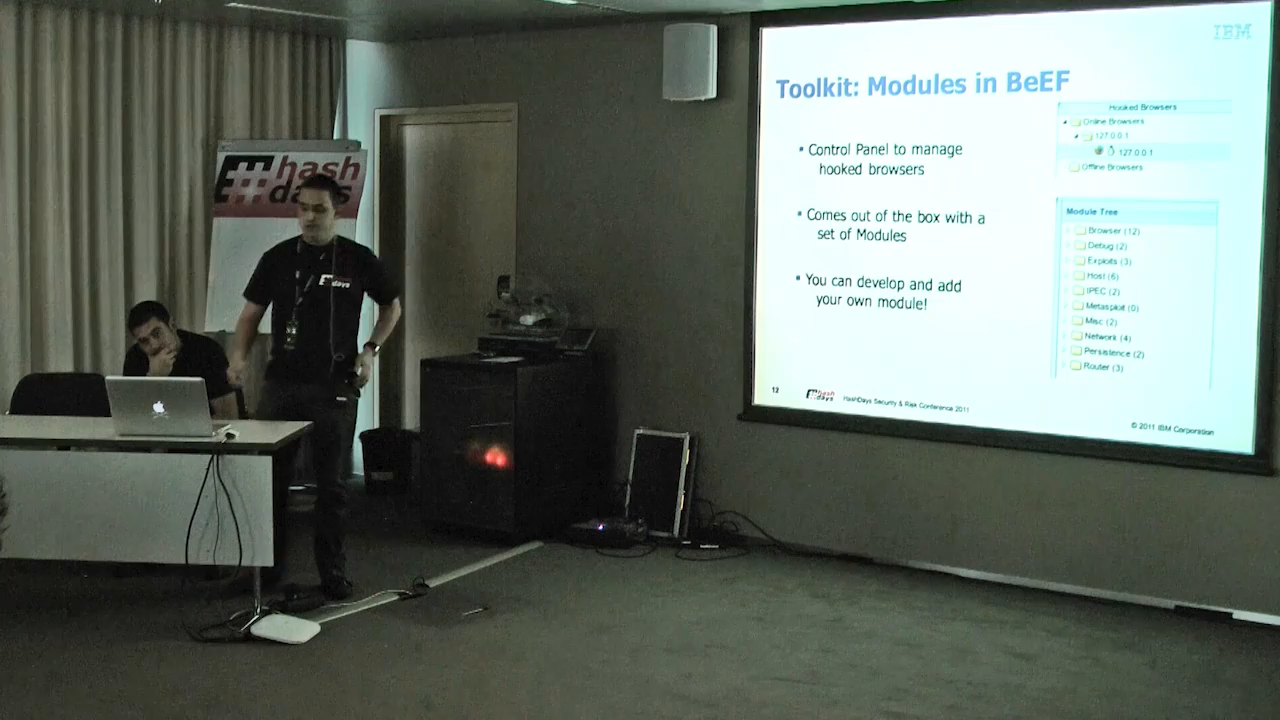 IBM
Toolkit: Modules in BeEF
Control Panel to manage
hooked browsers
Comes out of the box with a
set of Modules
You can develop and add
your own module!
Hooked Browsers
Online Browsers
127.0.0.1
127.0.0.1
Offline Browsers
Module Tree
Browser (12)
Debug (2)
Exploits (3)
Host (6)
IPEC (2)
Metasploit (0)
Misc (2)
Network (4)
Persistence (2)
Router (3)
12
hash
days
HashDays Security & Risk Conference 2011
© 2011 IBM Corporation
hash
days
days